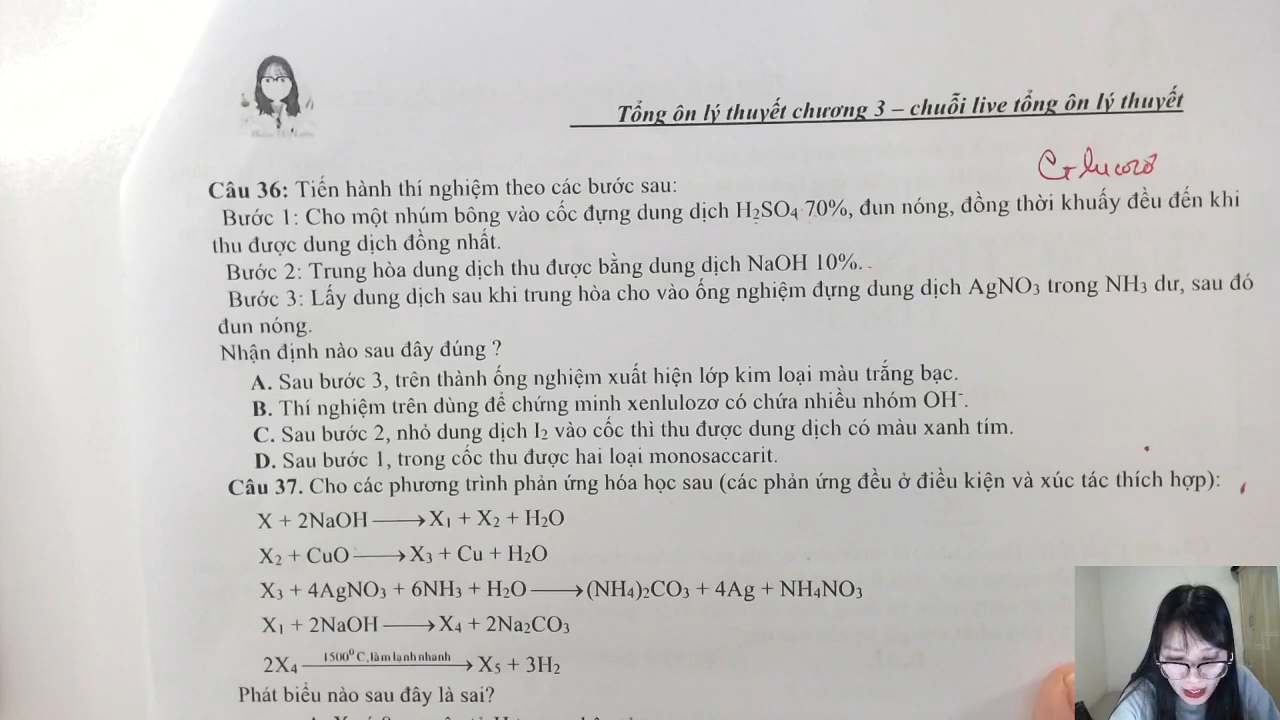 Tổng ôn lý thuyết chương 3 – chuỗi live tổng ôn lý thuyết
Glucozơ
Câu 36: Tiến hành thí nghiệm theo các bước sau:
Bước 1: Cho một nhúm bông vào cốc đựng dung dịch H₂SO₄ 70%, đun nóng, đồng thời khuấy đều đến khi
thu được dung dịch đồng nhất.
Bước 2: Trung hòa dung dịch thu được bằng dung dịch NaOH 10%.
Bước 3: Lấy dung dịch sau khi trung hòa cho vào ống nghiệm đựng dung dịch AgNO₃ trong NH₃ dư, sau đó
đun nóng.
Nhận định nào sau đây đúng ?
A. Sau bước 3, trên thành ống nghiệm xuất hiện lớp kim loại màu trắng bạc.
B. Thí nghiệm trên dùng để chứng minh xenlulozơ có chứa nhiều nhóm OH⁻.
C. Sau bước 2, nhỏ dung dịch I₂ vào cốc thì thu được dung dịch có màu xanh tím.
D. Sau bước 1, trong cốc thu được hai loại monosaccarit.
Câu 37. Cho các phương trình phản ứng hóa học sau (các phản ứng đều ở điều kiện và xúc tác thích hợp):
X + 2NaOH ⟶ X₁ + X₂ + H₂O
X₂ + CuO ⟶ X₃ + Cu + H₂O
X₃ + 4AgNO₃ + 6NH₃ + H₂O ⟶ (NH₄)₂CO₃ + 4Ag + NH₄NO₃
X₁ + 2NaOH ⟶ X₄ + 2Na₂CO₃
1500⁰C, làm lạnh nhanh
2X₄ ⟶ X₅ + 3H₂
Phát biểu nào sau đây là sai?